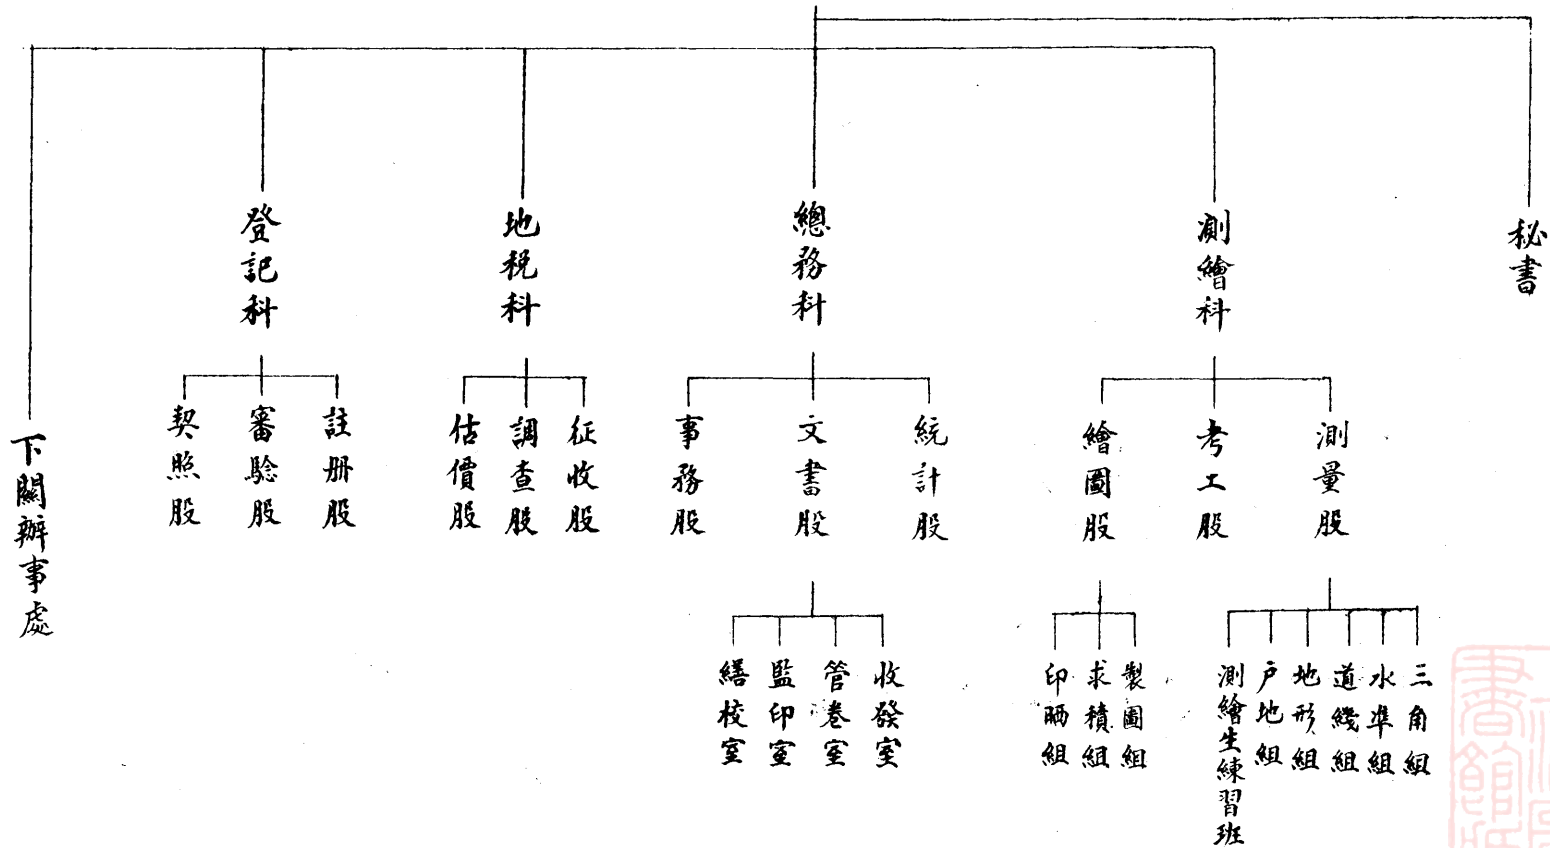 秘書
測繪科
總務科
地稅科
登記科
下關辦事處
測量股
考工股
繪圖股
統計股
文書股
事務股
征收股
調查股
估價股
註册股
審驗股
契照股
三角組
水準組
道綫組
地形組
户地組
測繪生練習班
製圖組
求積組
印晒組
收發室
管卷室
監印室
繕校室